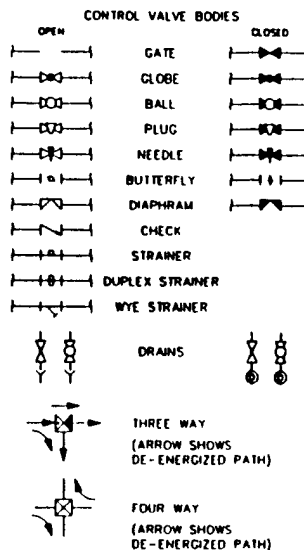 CONTROL VALVE BODIES
OPEN CLOSED
GATE
GLOBE
BALL
PLUG
NEEDLE
BUTTERFLY
DIAPHRAM
CHECK
STRAINER
DUPLEX STRAINER
WYE STRAINER
DRAINS
THREE WAY
(ARROW SHOWS
DE-ENERGIZED PATH)
FOUR WAY
(ARROW SHOWS
DE-ENERGIZED PATH)